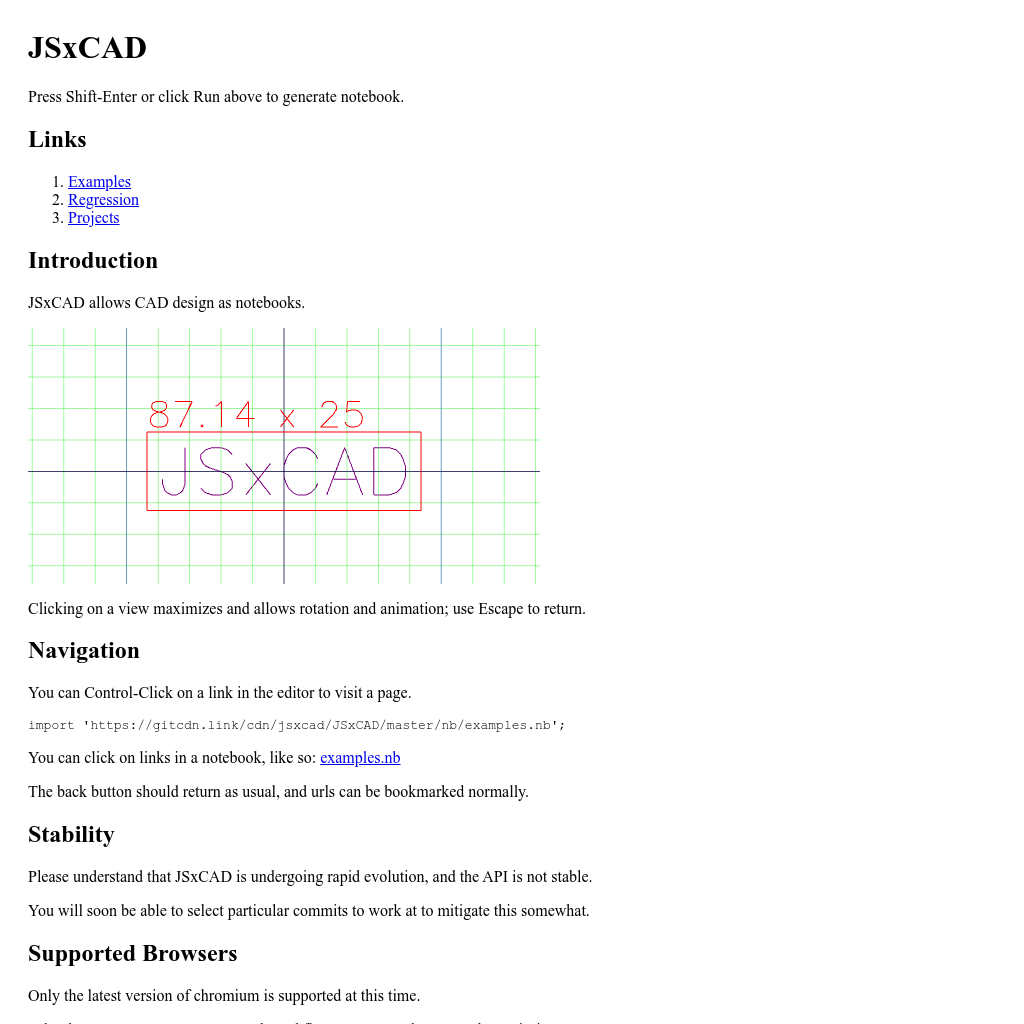 JSxCAD
Press Shift-Enter or click Run above to generate notebook.
Links
1. Examples
2. Regression
3. Projects
Introduction
JSxCAD allows CAD design as notebooks.
87.14 x 25
JSxCAD
Clicking on a view maximizes and allows rotation and animation; use Escape to return.
Navigation
You can Control-Click on a link in the editor to visit a page.
import 'https://gitcdn.link/cdn/jsxcad/JSxCAD/master/nb/examples.nb';
You can click on links in a notebook, like so: examples.nb
The back button should return as usual, and urls can be bookmarked normally.
Stability
Please understand that JSxCAD is undergoing rapid evolution, and the API is not stable.
You will soon be able to select particular commits to work at to mitigate this somewhat.
Supported Browsers
Only the latest version of chromium is supported at this time.